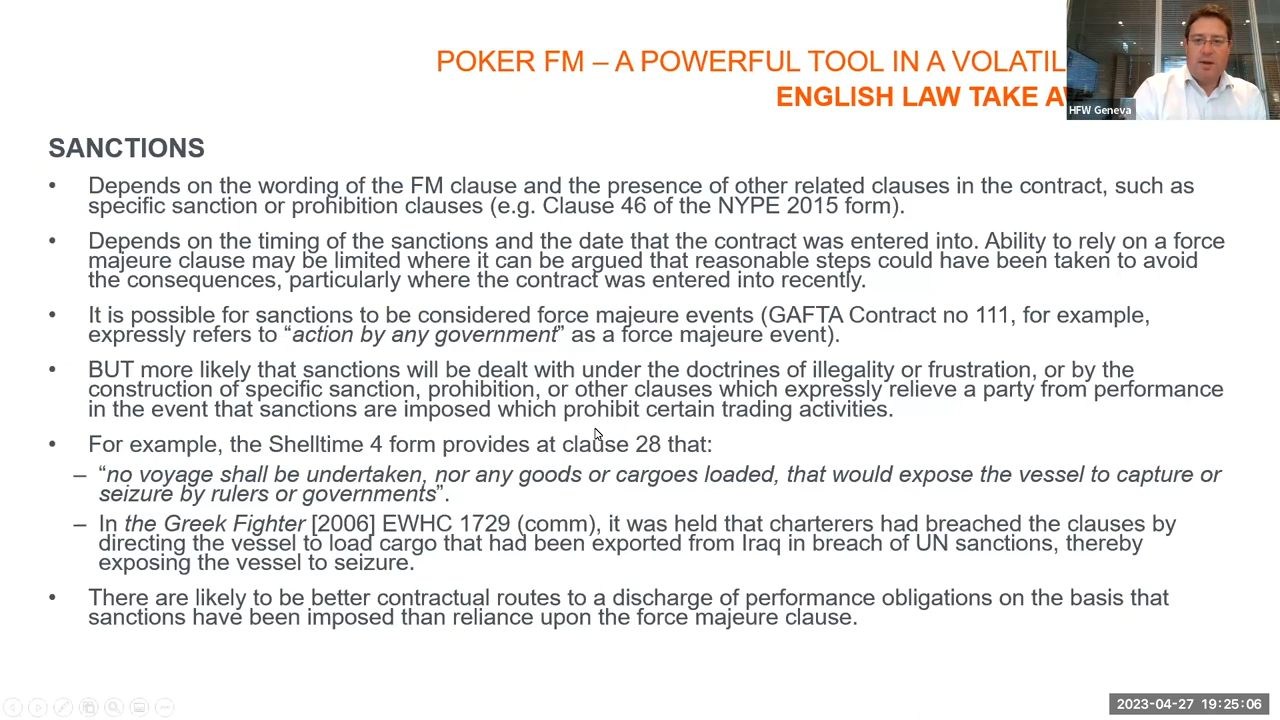 POKER FM – A POWERFUL TOOL IN A VOLATIL
ENGLISH LAW TAKE
HFW Geneva
SANCTIONS
• Depends on the wording of the FM clause and the presence of other related clauses in the contract, such as
specific sanction or prohibition clauses (e.g. Clause 46 of the NYPE 2015 form).
• Depends on the timing of the sanctions and the date that the contract was entered into. Ability to rely on a force
majeure clause may be limited where it can be argued that reasonable steps could have been taken to avoid
the consequences, particularly where the contract was entered into recently.
• It is possible for sanctions to be considered force majeure events (GAFTA Contract no 111, for example,
expressly refers to “action by any government” as a force majeure event).
• BUT more likely that sanctions will be dealt with under the doctrines of illegality or frustration, or by the
construction of specific sanction, prohibition, or other clauses which expressly relieve a party from performance
in the event that sanctions are imposed which prohibit certain trading activities.
• For example, the Shelltime 4 form provides at clause 28 that:
– “no voyage shall be undertaken, nor any goods or cargoes loaded, that would expose the vessel to capture or
seizure by rulers or governments”.
– In the Greek Fighter [2006] EWHC 1729 (comm), it was held that charterers had breached the clauses by
directing the vessel to load cargo that had been exported from Iraq in breach of UN sanctions, thereby
exposing the vessel to seizure.
• There are likely to be better contractual routes to a discharge of performance obligations on the basis that
sanctions have been imposed than reliance upon the force majeure clause.
2023-04-27 19:25:06